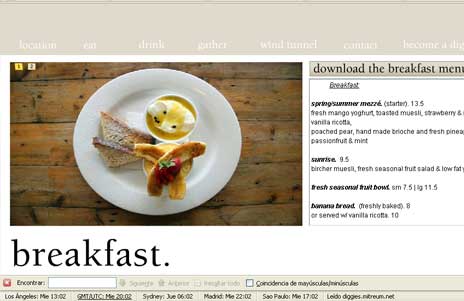 location eat drink gather wind tunnel contact become a dig
1 2
download the breakfast menu
Breakfast:
spring/summer mezzé. (starter). 13.5
fresh mango yoghurt, toasted muesli, strawberry &
vanilla ricotta,
poached pear, hand made brioche and fresh pineap
passionfruit & mint
sunrise. 9.5
bircher muesli, fresh seasonal fruit salad & low fat y
fresh seasonal fruit bowl. sm 7.5 | lg 11.5
banana bread. (freshly baked). 8
or served w/ vanilla ricotta. 10
breakfast.
Encontrar: Siguiente Anterior Resaltar todo Coincidencia de mayúsculas/minúsculas
Los Ángeles: Mie 13:02 GMT/UTC: Mie 20:02 Sydney: Jue 06:02 Madrid: Mie 22:02 Sao Paulo: Mie 17:02 Leído diggies.mitreum.net